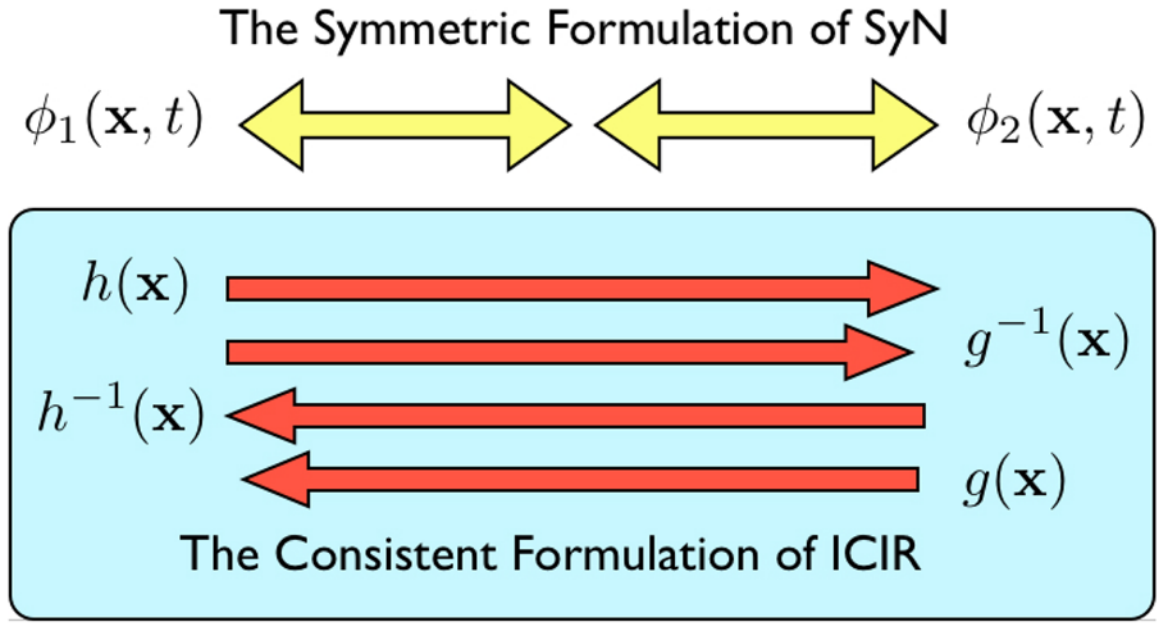 The Symmetric Formulation of SyN
ϕ₁(x, t) ϕ₂(x, t)
h(x)
g⁻¹(x)
h⁻¹(x)
g(x)
The Consistent Formulation of ICIR